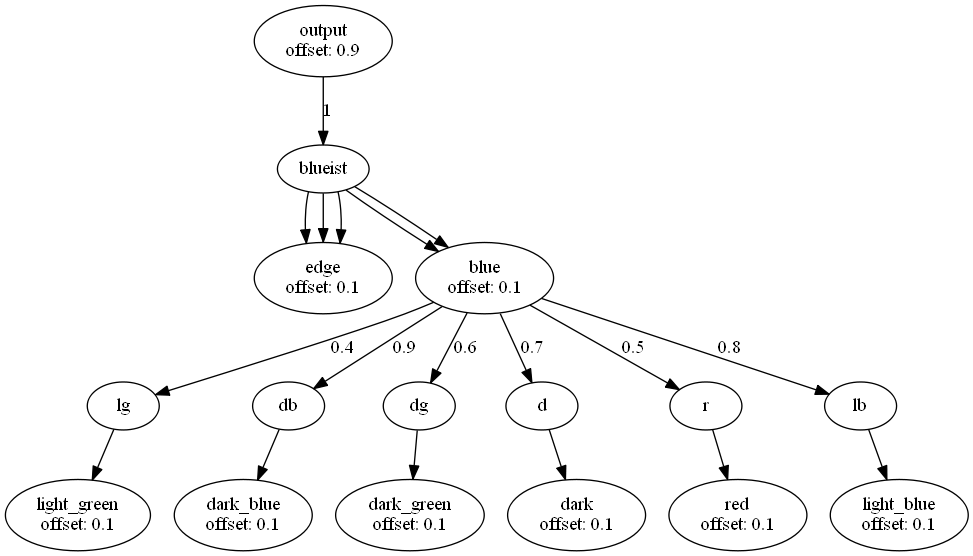 output
offset: 0.9
1
blueist
edge
offset: 0.1
blue
offset: 0.1
0.4
0.9
0.6
0.7
0.5
0.8
lg
db
dg
d
r
lb
light_green
offset: 0.1
dark_blue
offset: 0.1
dark_green
offset: 0.1
dark
offset: 0.1
red
offset: 0.1
light_blue
offset: 0.1